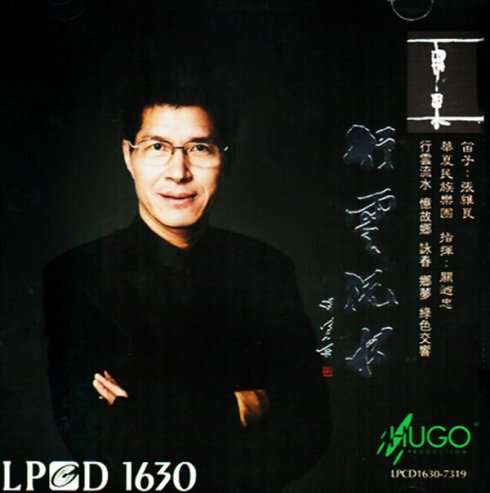 行雲流水
笛子：張維良
華夏民族樂團　指揮：關迺忠
行雲流水 憶故鄉 詠春 鄉夢 綠色交響
HUGO
PRODUCTION
LPCD1630-7319
LPCD 1630